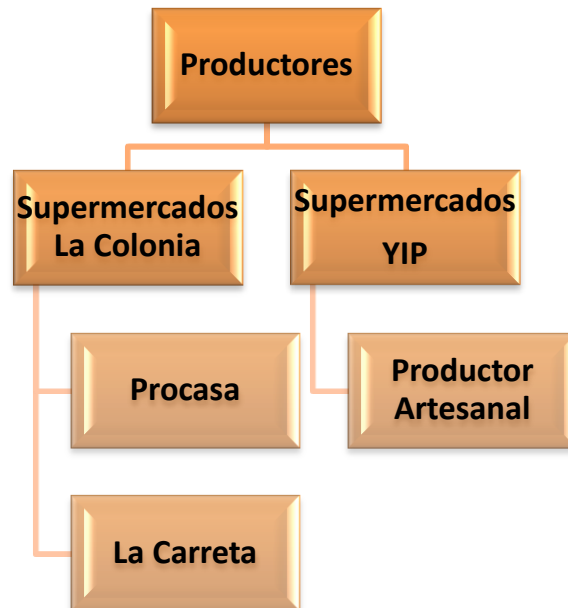 Productores
Supermercados
La Colonia
Supermercados
YIP
Procasa
Productor
Artesanal
La Carreta